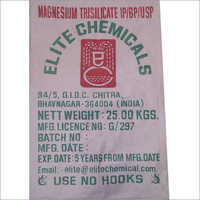 MAGNESIUM TRISILICATE IP/BP/USP
ELITE CHEMICALS
94/5, G.I.D.C. CHITRA,
BHAVNAGAR-364004 (INDIA)
NETT WEIGHT: 25.00 KGS.
MFG.LICENCE NO: G/297
BATCH NO :
MFG. DATE :
EXP. DATE: 5 YEARS FROM MFG.DATE
Email: elite@elitechemical.com
USE NO HOOKS